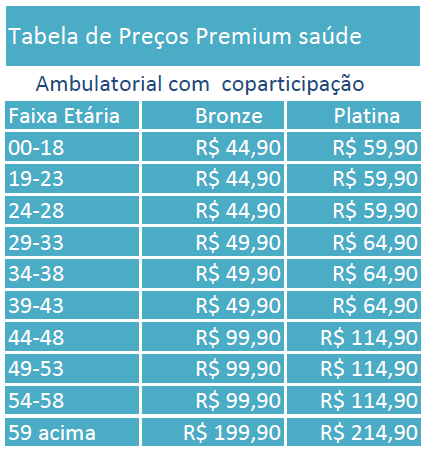 Tabela de Preços Premium saúde
Ambulatorial com coparticipação
Faixa Etária Bronze Platina
00-18 R$ 44,90 R$ 59,90
19-23 R$ 44,90 R$ 59,90
24-28 R$ 44,90 R$ 59,90
29-33 R$ 49,90 R$ 64,90
34-38 R$ 49,90 R$ 64,90
39-43 R$ 49,90 R$ 64,90
44-48 R$ 99,90 R$ 114,90
49-53 R$ 99,90 R$ 114,90
54-58 R$ 99,90 R$ 114,90
59 acima R$ 199,90 R$ 214,90